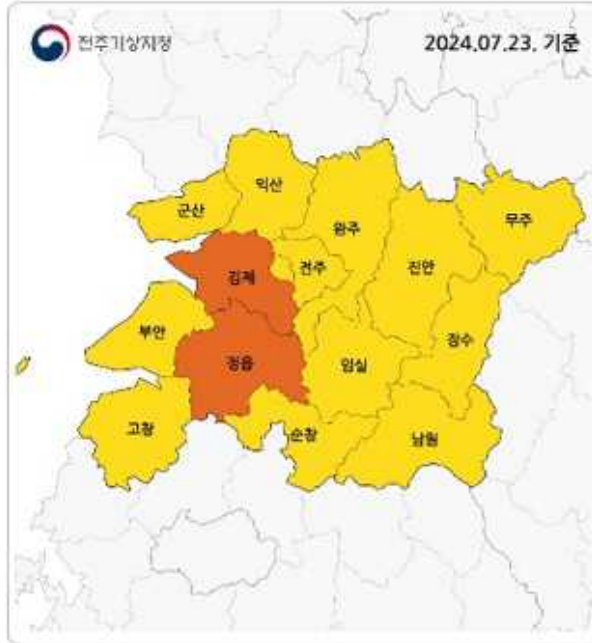 전주기상지청
2024.07.23. 기준
익산
군산
완주
무주
김제
전주
진안
부안
장수
정읍
임실
고창
순창
남원